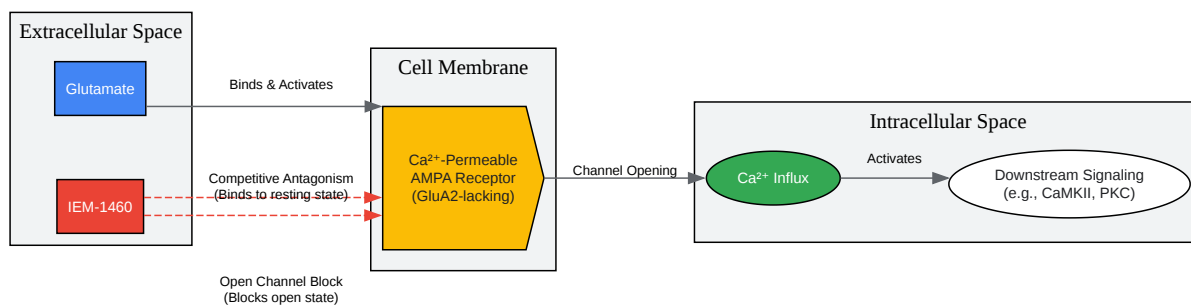 Extracellular Space
Glutamate
IEM-1460
Binds & Activates
Competitive Antagonism
(Binds to resting state)
Open Channel Block
(Blocks open state)
Cell Membrane
Ca²⁺-Permeable
AMPA Receptor
(GluA2-lacking)
Channel Opening
Intracellular Space
Ca²⁺ Influx
Activates
Downstream Signaling
(e.g., CaMKII, PKC)